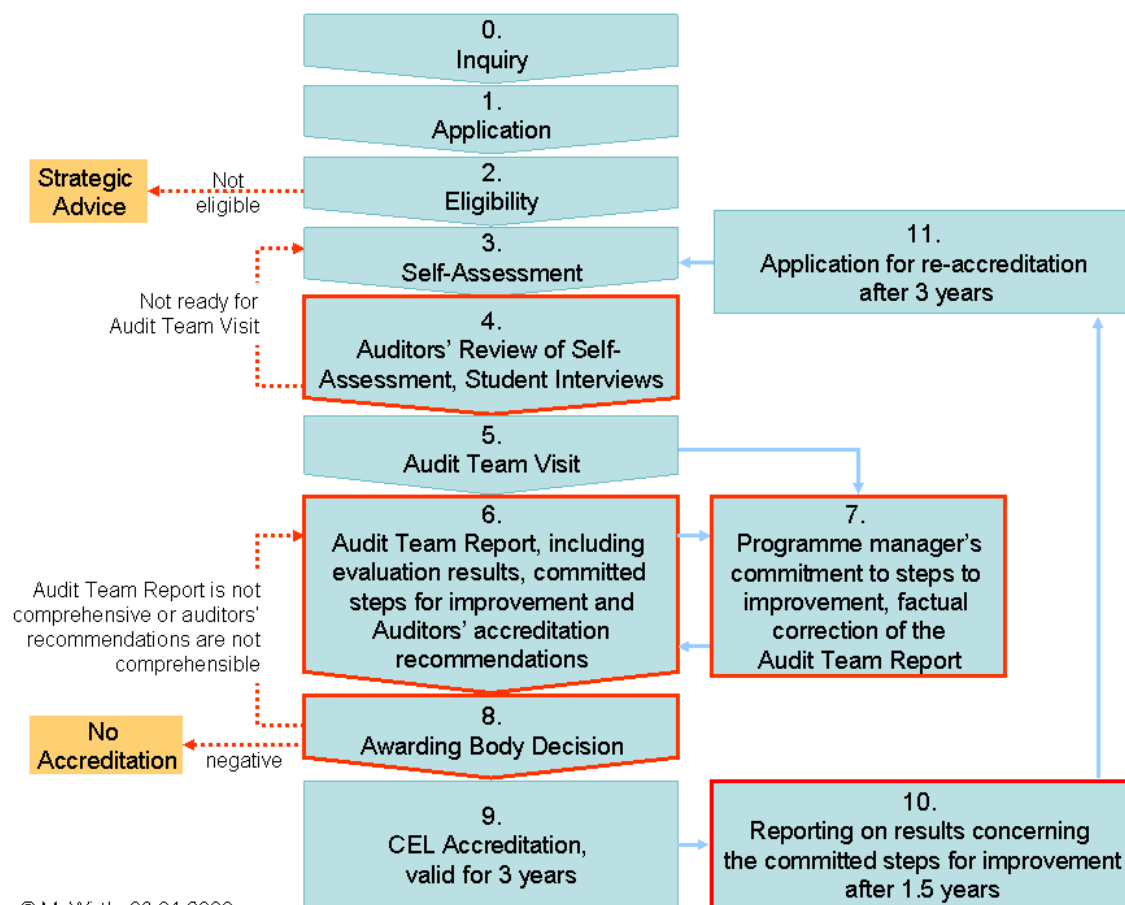 0.
Inquiry
1.
Application
2.
Eligibility
Not
eligible
Strategic
Advice
3.
Self-Assessment
11.
Application for re-accreditation
after 3 years
Not ready for
Audit Team Visit
4.
Auditors' Review of Self-
Assessment, Student Interviews
5.
Audit Team Visit
6.
Audit Team Report, including
evaluation results, committed
steps for improvement and
Auditors' accreditation
recommendations
7.
Programme manager's
commitment to steps to
improvement, factual
correction of the
Audit Team Report
Audit Team Report is not
comprehensive or auditors'
recommendations are not
comprehensible
8.
Awarding Body Decision
No
Accreditation
negative
9.
CEL Accreditation,
valid for 3 years
10.
Reporting on results concerning
the committed steps for improvement
after 1.5 years